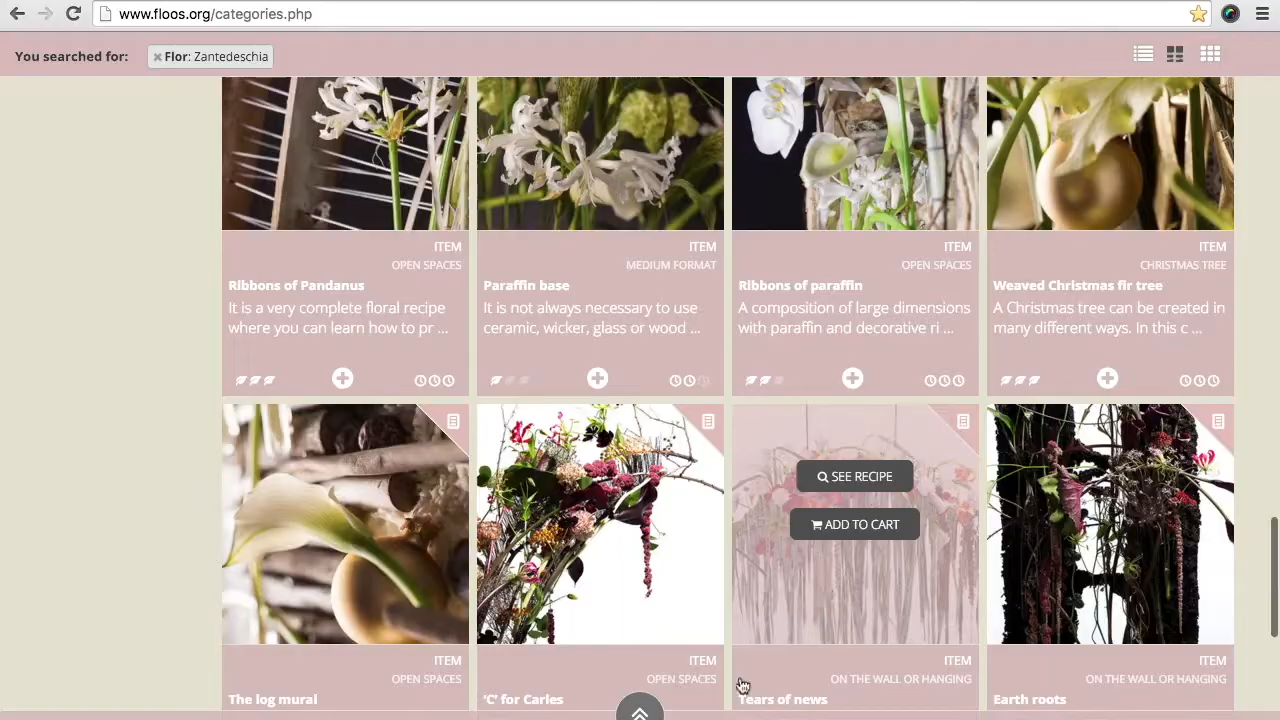 www.floos.org/categories.php
You searched for: × Flor: Zantedeschia
ITEM
OPEN SPACES
Ribbons of Pandanus
It is a very complete floral recipe
where you can learn how to pr ...
ITEM
MEDIUM FORMAT
Paraffin base
It is not always necessary to use
ceramic, wicker, glass or wood ...
ITEM
OPEN SPACES
Ribbons of paraffin
A composition of large dimensions
with paraffin and decorative ri ...
ITEM
CHRISTMAS TREE
Weaved Christmas fir tree
A Christmas tree can be created in
many different ways. In this c ...
SEE RECIPE
ADD TO CART
ITEM
OPEN SPACES
The log mural
ITEM
OPEN SPACES
'C' for Carles
ITEM
ON THE WALL OR HANGING
Tears of news
ITEM
ON THE WALL OR HANGING
Earth roots